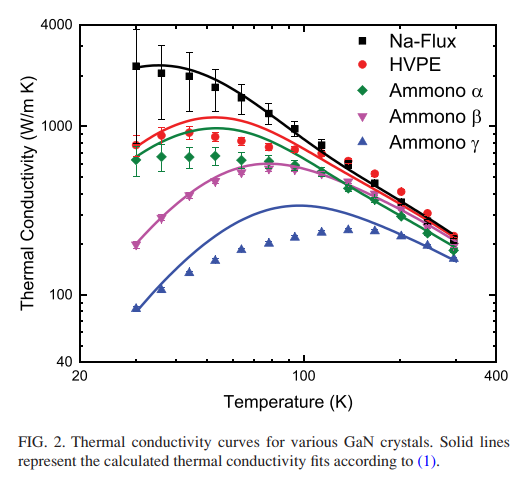 4000
1000
100
40
Thermal Conductivity (W/m K)
Na-Flux
HVPE
Ammono α
Ammono β
Ammono γ
20
100
400
Temperature (K)
FIG. 2. Thermal conductivity curves for various GaN crystals. Solid lines
represent the calculated thermal conductivity fits according to (1).